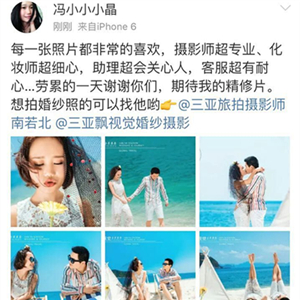 冯小小小晶
刚刚 来自iPhone 6
每一张照片都非常的喜欢，摄影师超专业、化
妆师超细心，助理超会关心人，客服超有耐
心...劳累的一天谢谢你们，期待我的精修片。
想拍婚纱照的可以找他哟👉@三亚旅拍摄影师
南若北 @三亚飘视觉婚纱摄影